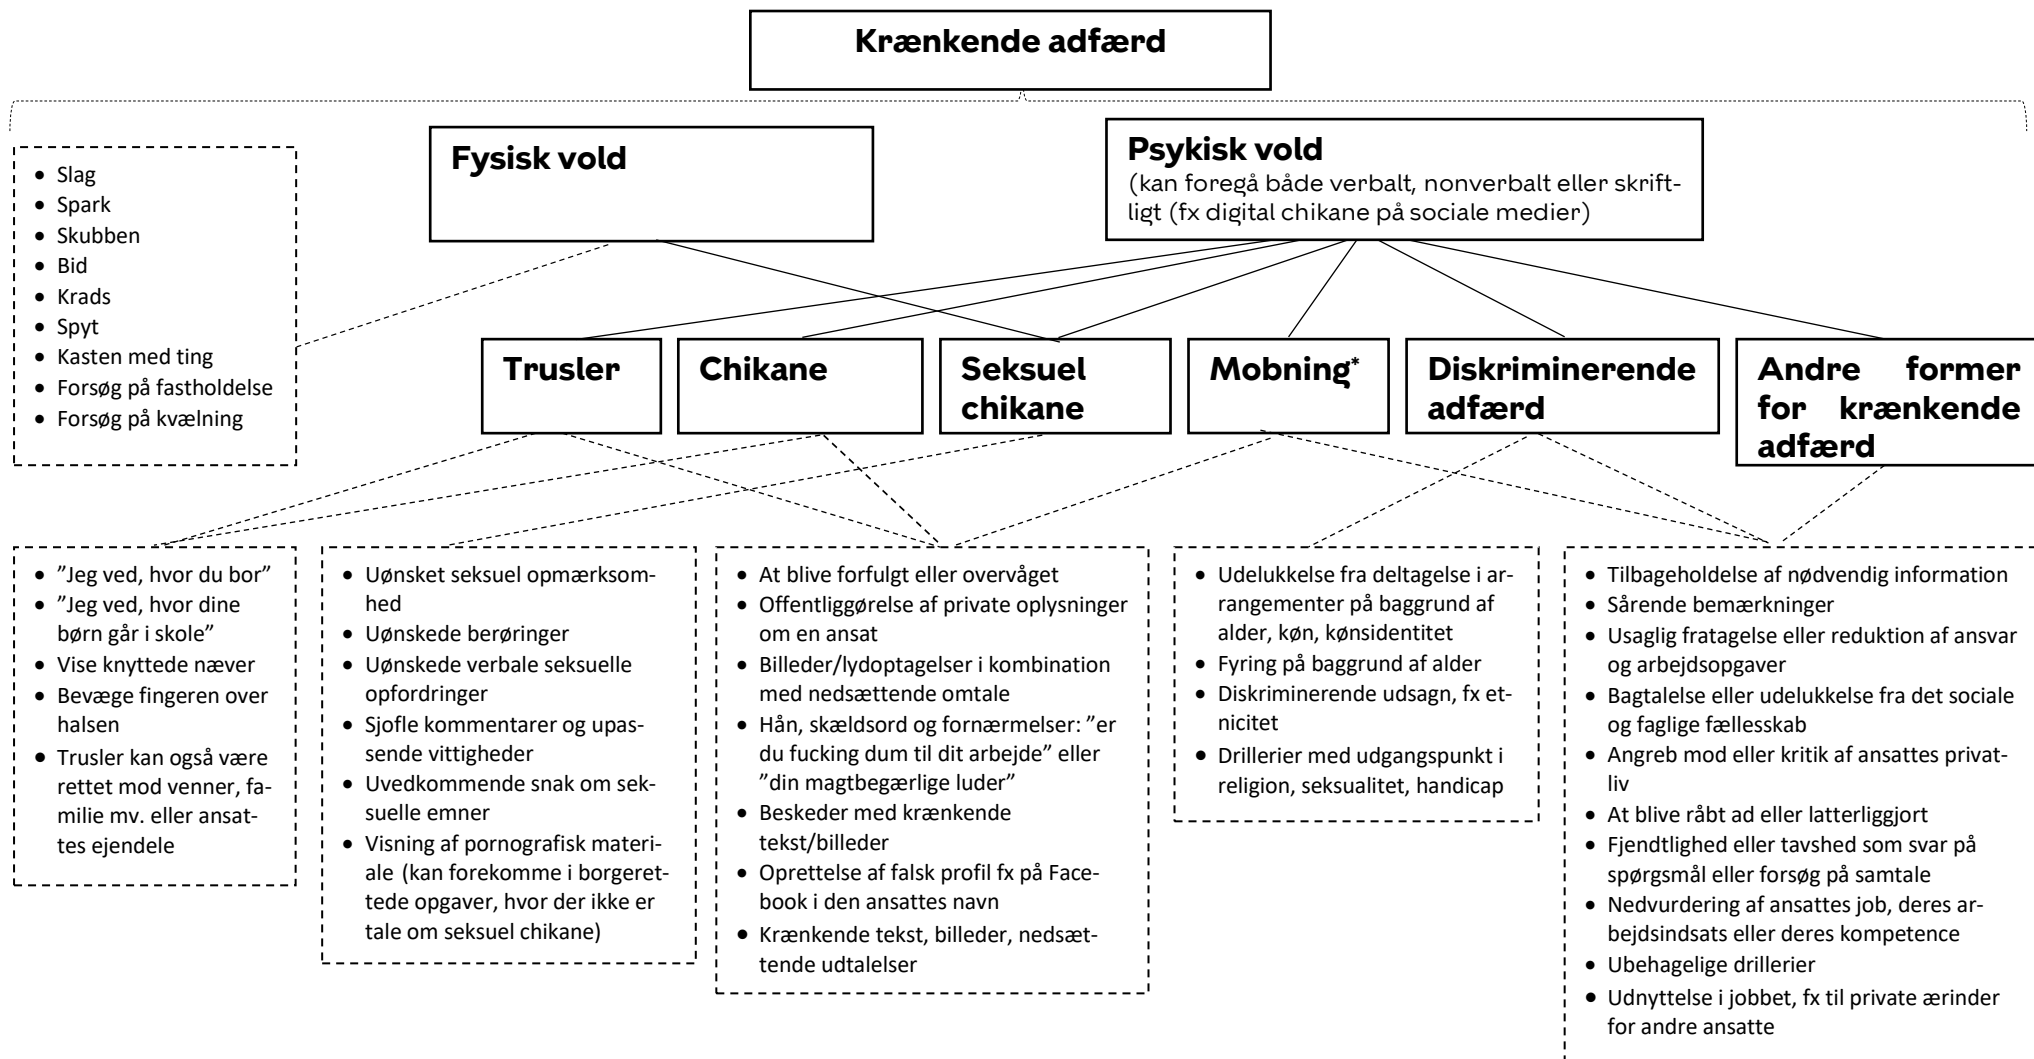 Krænkende adfærd
Fysisk vold
Psykisk vold
(kan foregå både verbalt, nonverbalt eller skrift-
ligt (fx digital chikane på sociale medier)
• Slag
• Spark
• Skubben
• Bid
• Krads
• Spyt
• Kasten med ting
• Forsøg på fastholdelse
• Forsøg på kvælning
Trusler
Chikane
Seksuel
chikane
Mobning*
Diskriminerende
adfærd
Andre former
for krænkende
adfærd
• ”Jeg ved, hvor du bor”
• ”Jeg ved, hvor dine
børn går i skole”
• Vise knyttede næver
• Bevæge fingeren over
halsen
• Trusler kan også være
rettet mod venner, fa-
milie mv. eller ansat-
tes ejendele
• Uønsket seksuel opmærksom-
hed
• Uønskede berøringer
• Uønskede verbale seksuelle
opfordringer
• Sjofle kommentarer og upas-
sende vittigheder
• Uvedkommende snak om sek-
suelle emner
• Visning af pornografisk materi-
ale (kan forekomme i borgeret-
tede opgaver, hvor der ikke er
tale om seksuel chikane)
• At blive forfulgt eller overvåget
• Offentliggørelse af private oplysninger
om en ansat
• Billeder/lydoptagelser i kombination
med nedsættende omtale
• Hån, skældsord og fornærmelser: ”er
du fucking dum til dit arbejde” eller
”din magtbegærlige luder”
• Beskeder med krænkende
tekst/billeder
• Oprettelse af falsk profil fx på Face-
book i den ansattes navn
• Krænkende tekst, billeder, nedsæt-
tende udtalelser
• Udelukkelse fra deltagelse i ar-
rangementer på baggrund af
alder, køn, kønsidentitet
• Fyring på baggrund af alder
• Diskriminerende udsagn, fx et-
nicitet
• Drillerier med udgangspunkt i
religion, seksualitet, handicap
• Tilbageholdelse af nødvendig information
• Sårende bemærkninger
• Usaglig fratagelse eller reduktion af ansvar
og arbejdsopgaver
• Bagtalelse eller udelukkelse fra det sociale
og faglige fællesskab
• Angreb mod eller kritik af ansattes privat-
liv
• At blive råbt ad eller latterliggjort
• Fjendtlighed eller tavshed som svar på
spørgsmål eller forsøg på samtale
• Nedvurdering af ansattes job, deres ar-
bejdsindsats eller deres kompetence
• Ubehagelige drillerier
• Udnyttelse i jobbet, fx til private ærinder
for andre ansatte